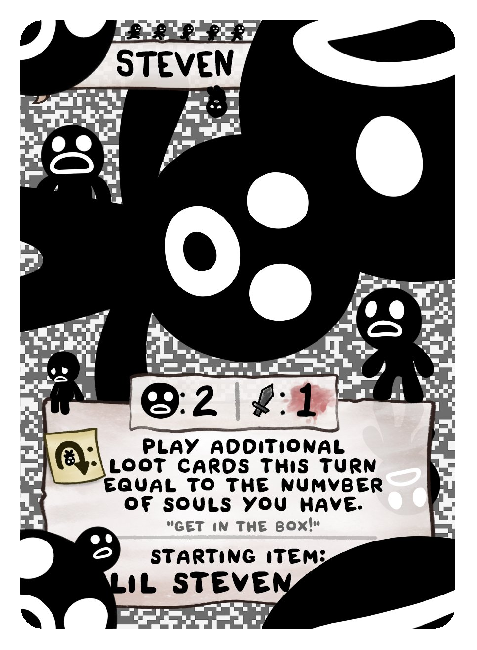 STEVEN
:2 | :1
:
PLAY ADDITIONAL
LOOT CARDS THIS TURN
EQUAL TO THE NUMVBER
OF SOULS YOU HAVE.
"GET IN THE BOX!"
STARTING ITEM:
LIL STEVEN